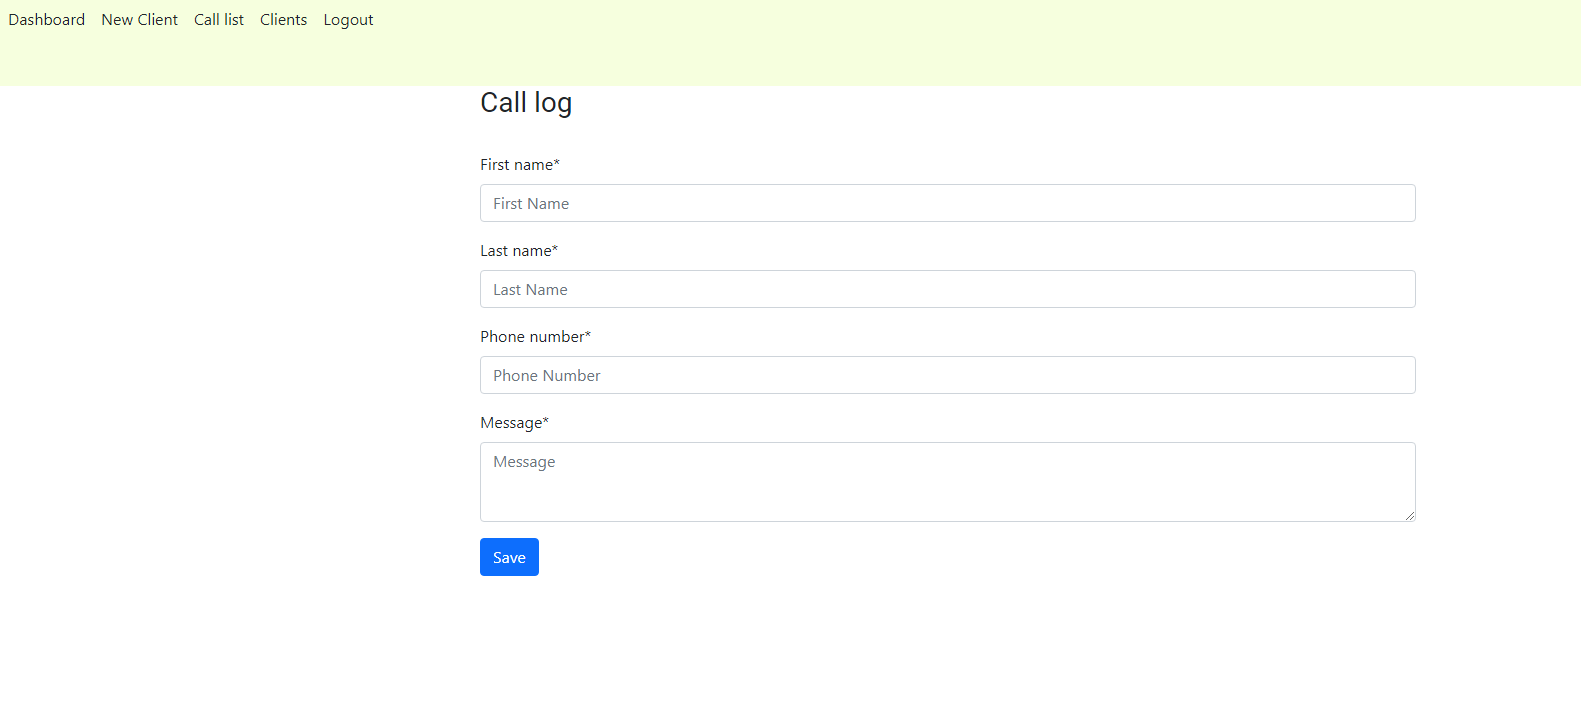 Dashboard New Client Call list Clients Logout
Call log
First name*
First Name
Last name*
Last Name
Phone number*
Phone Number
Message*
Message
Save